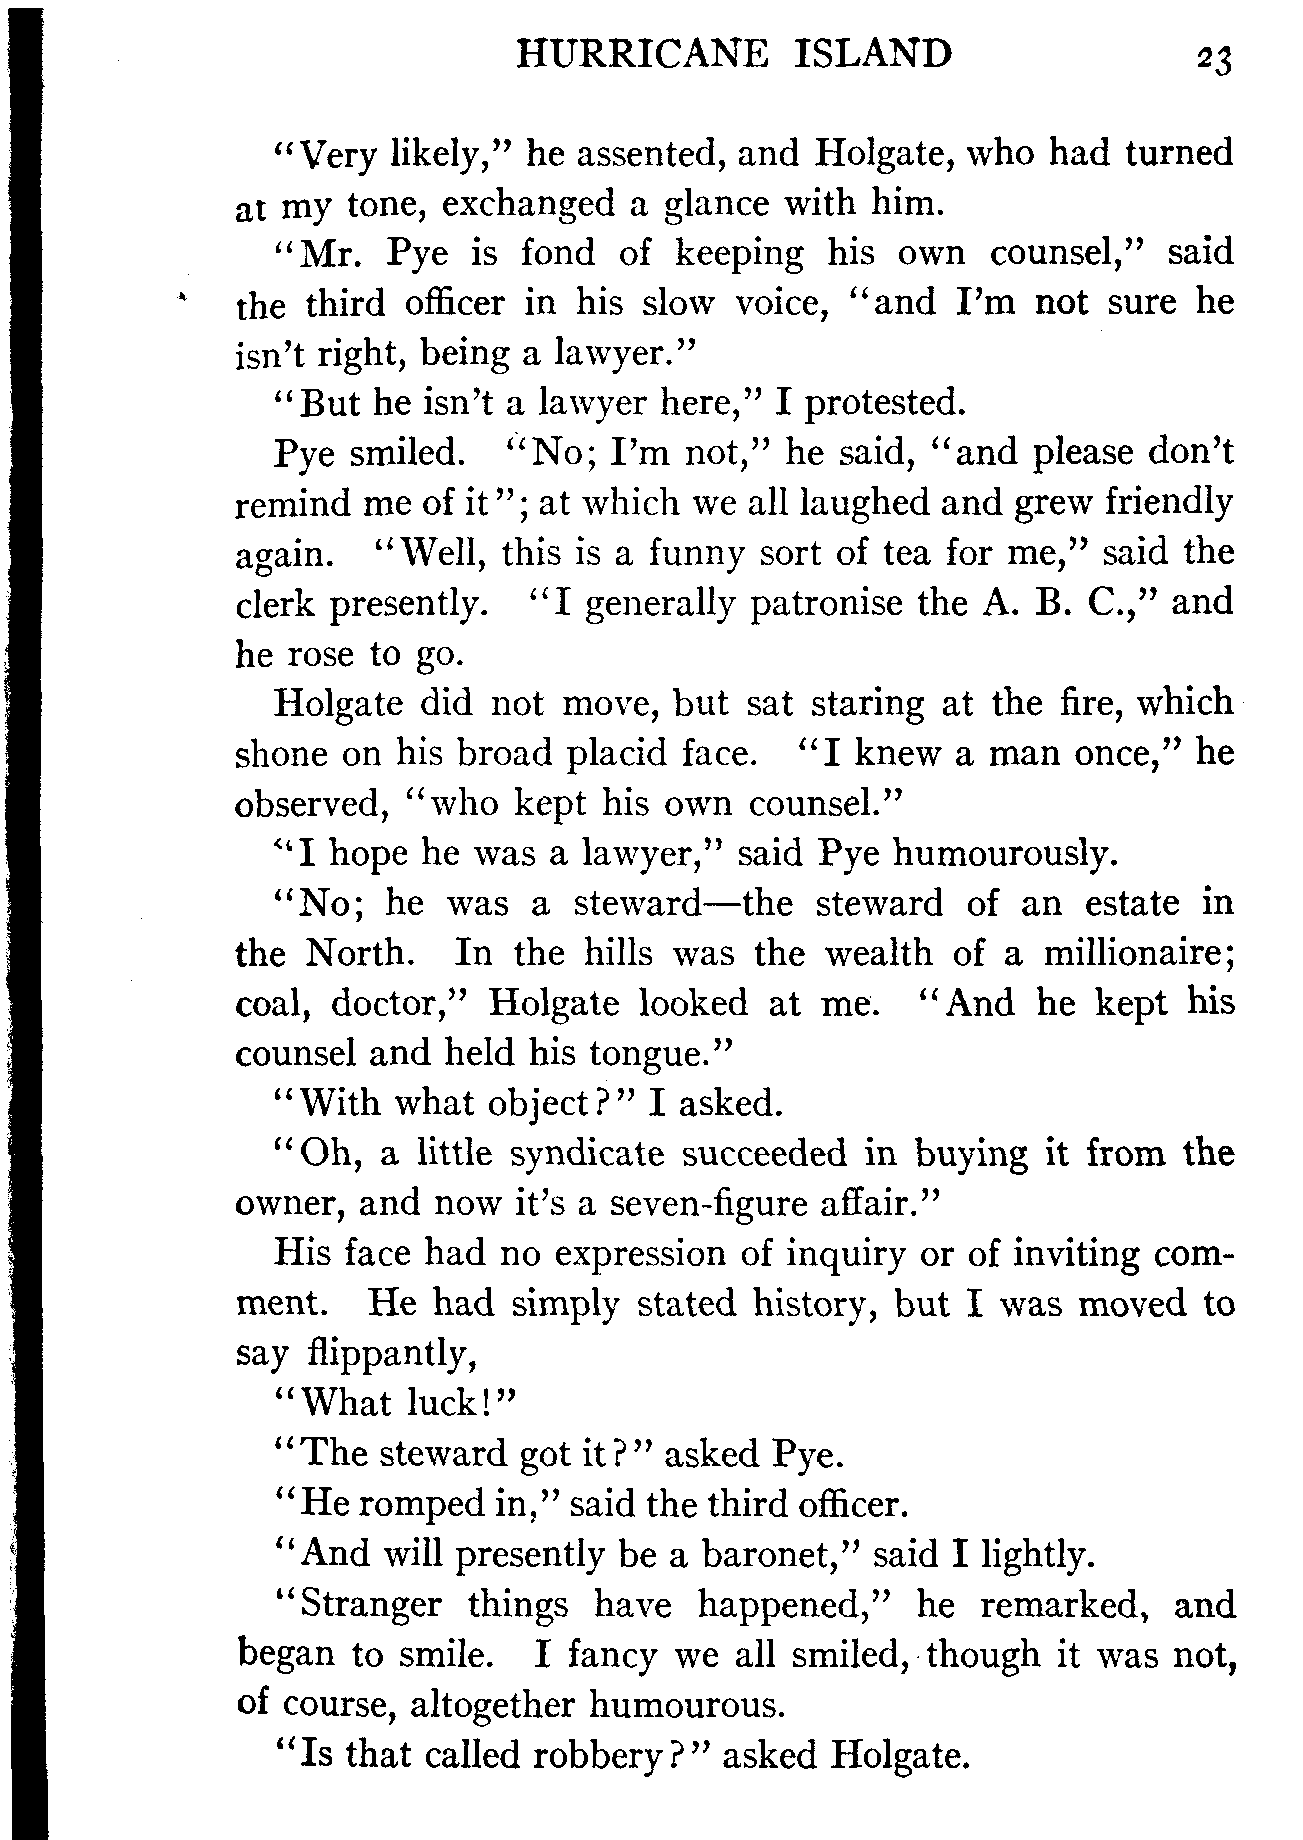 HURRICANE ISLAND 23
"Very likely," he assented, and Holgate, who had turned
at my tone, exchanged a glance with him.
"Mr. Pye is fond of keeping his own counsel," said
the third officer in his slow voice, "and I'm not sure he
isn't right, being a lawyer."
"But he isn't a lawyer here," I protested.
Pye smiled. "No; I'm not," he said, "and please don't
remind me of it"; at which we all laughed and grew friendly
again. "Well, this is a funny sort of tea for me," said the
clerk presently. "I generally patronise the A. B. C.," and
he rose to go.
Holgate did not move, but sat staring at the fire, which
shone on his broad placid face. "I knew a man once," he
observed, "who kept his own counsel."
"I hope he was a lawyer," said Pye humourously.
"No; he was a steward—the steward of an estate in
the North. In the hills was the wealth of a millionaire;
coal, doctor," Holgate looked at me. "And he kept his
counsel and held his tongue."
"With what object?" I asked.
"Oh, a little syndicate succeeded in buying it from the
owner, and now it's a seven-figure affair."
His face had no expression of inquiry or of inviting com-
ment. He had simply stated history, but I was moved to
say flippantly,
"What luck!"
"The steward got it?" asked Pye.
"He romped in," said the third officer.
"And will presently be a baronet," said I lightly.
"Stranger things have happened," he remarked, and
began to smile. I fancy we all smiled, though it was not,
of course, altogether humourous.
"Is that called robbery?" asked Holgate.